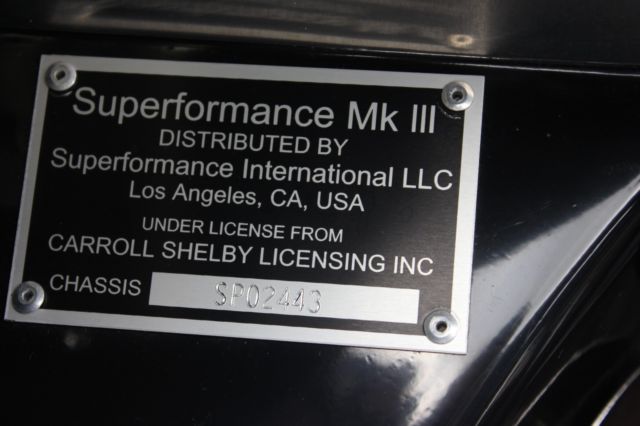 Superformance Mk III
DISTRIBUTED BY
Superformance International LLC
Los Angeles, CA, USA
UNDER LICENSE FROM
CARROLL SHELBY LICENSING INC
CHASSIS SP02443